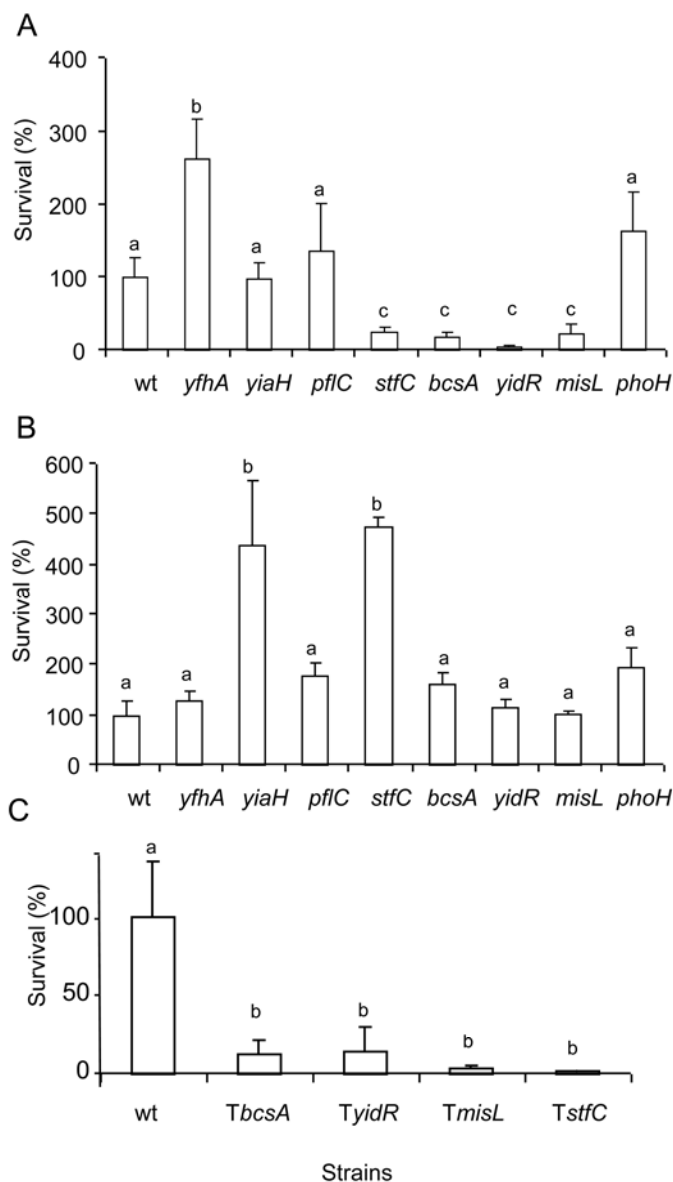 A
400
300
200
100
0
Survival (%)
a
b
a
a
c
c
c
c
a
wt yfhA yiaH pflC stfC bcsA yidR misL phoH
B
600
500
400
300
200
100
0
Survival (%)
a
a
b
a
b
a
a
a
a
wt yfhA yiaH pflC stfC bcsA yidR misL phoH
C
100
50
0
Survival (%)
a
b
b
b
b
wt TbcsA TyidR TmisL TstfC
Strains